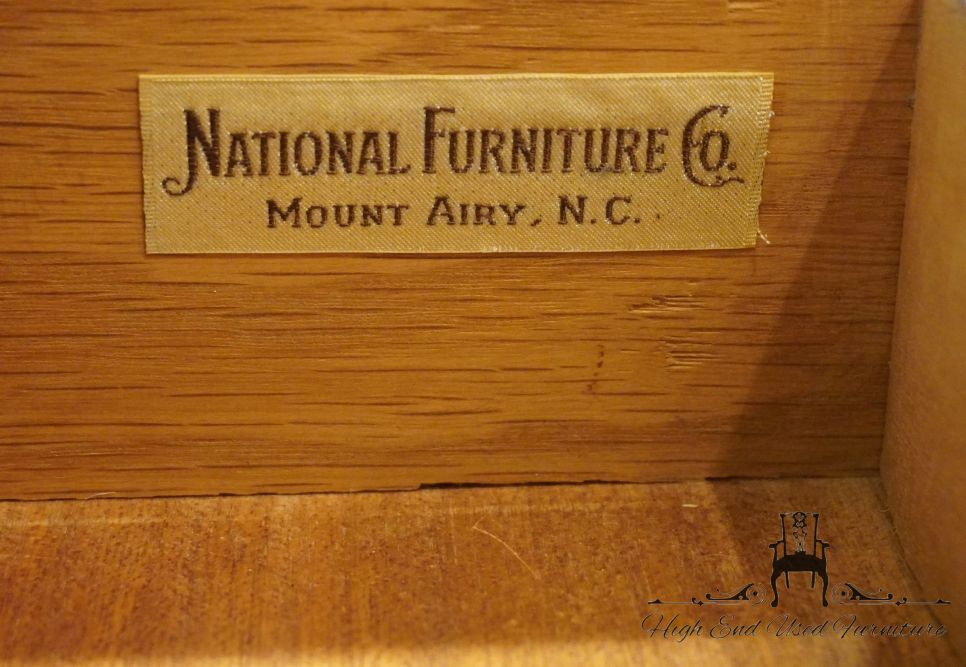 National Furniture Co.
Mount Airy, N.C.
High End Used Furniture